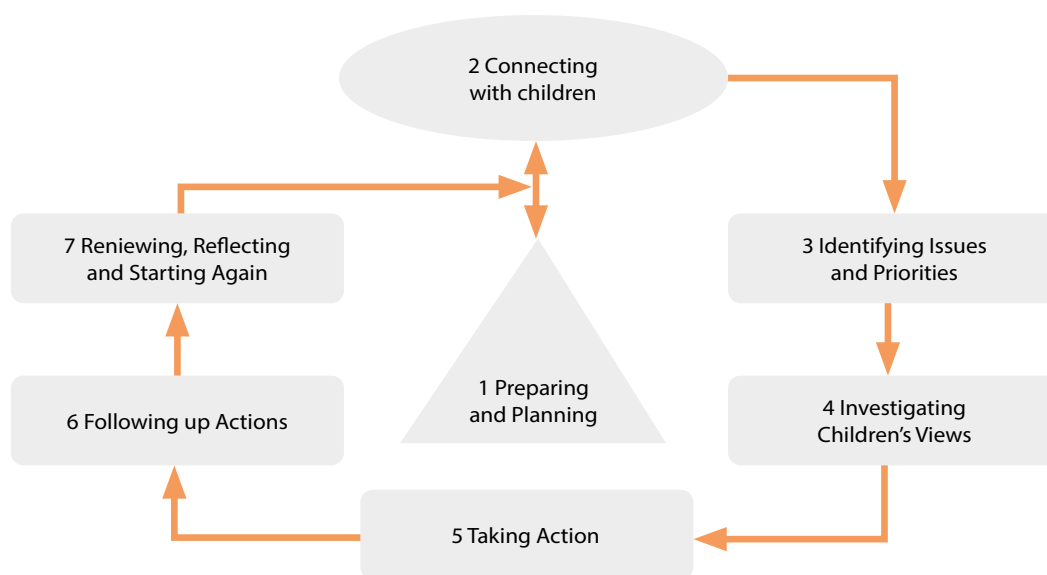 2 Connecting
with children
7 Reniewing, Reflecting
and Starting Again
3 Identifying Issues
and Priorities
1 Preparing
and Planning
6 Following up Actions
4 Investigating
Children’s Views
5 Taking Action